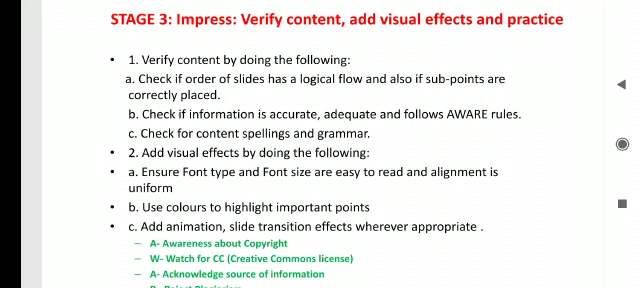 STAGE 3: Impress: Verify content, add visual effects and practice
• 1. Verify content by doing the following:
a. Check if order of slides has a logical flow and also if sub-points are
correctly placed.
b. Check if information is accurate, adequate and follows AWARE rules.
c. Check for content spellings and grammar.
• 2. Add visual effects by doing the following:
• a. Ensure Font type and Font size are easy to read and alignment is
uniform
• b. Use colours to highlight important points
• c. Add animation, slide transition effects wherever appropriate .
– A- Awareness about Copyright
– W- Watch for CC (Creative Commons license)
– A- Acknowledge source of information